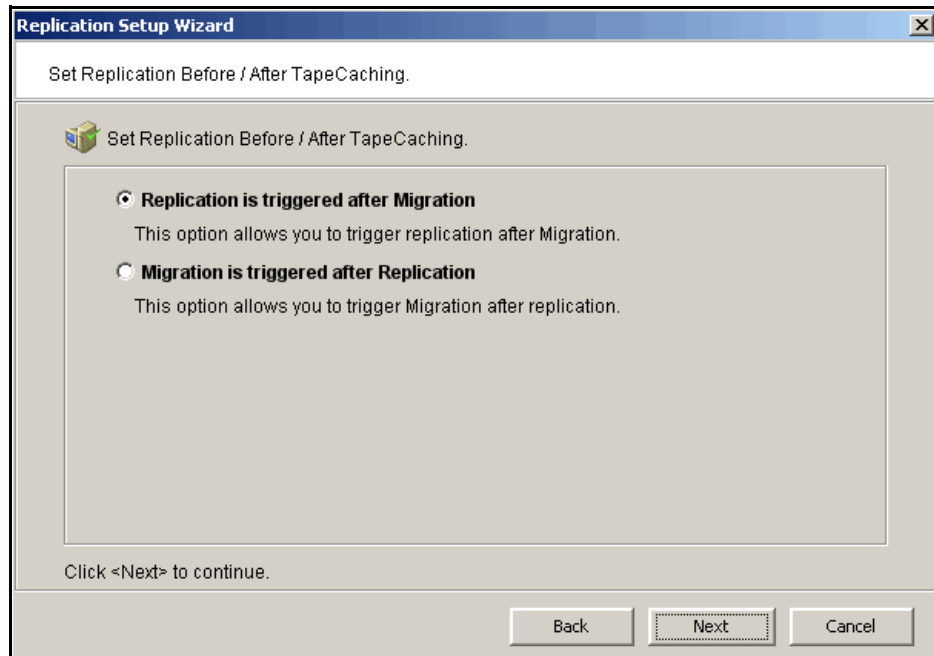 Replication Setup Wizard
Set Replication Before / After TapeCaching.
Set Replication Before / After TapeCaching.
Replication is triggered after Migration
This option allows you to trigger replication after Migration.
Migration is triggered after Replication
This option allows you to trigger Migration after replication.
Click <Next> to continue.
Back Next Cancel